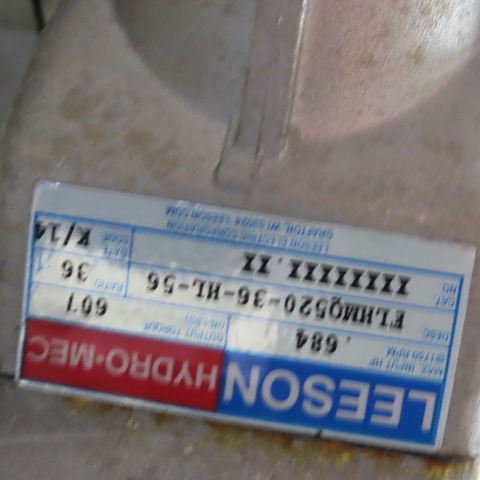 LEESON HYDRO-MEC
MAX. INPUT HP
@1750 RPM
.684
OUTPUT TORQUE
(IN-LBS)
607
DESC
FLHMQ520-36-HL-56
RATIO
36
CAT.
NO.
XXXXXXXX.XX
DATE
CODE
K/14
LEESON ELECTRIC CORPORATION
GRAFTON, WI 53024 LEESON.COM